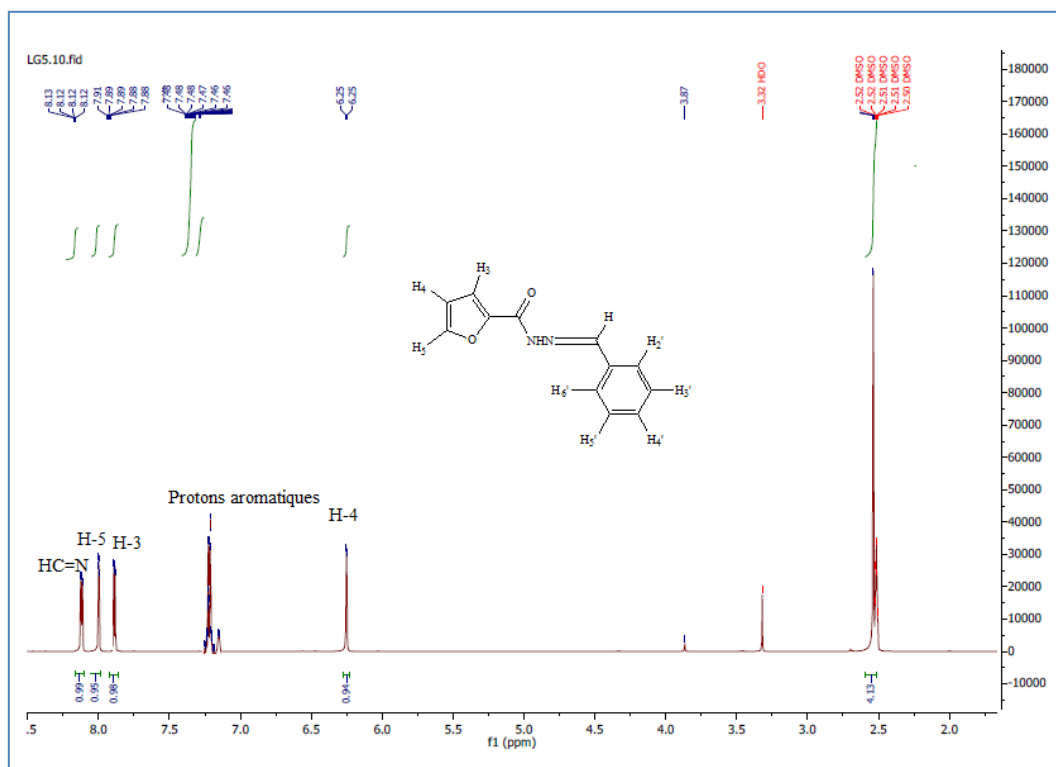 LG5.10.fid
8.13
8.12
8.12
8.12
7.91
7.89
7.89
7.88
7.88
7.48
7.48
7.48
7.47
7.46
7.46
6.25
6.25
3.87
3.32 HDO
2.52 DMSO
2.52 DMSO
2.51 DMSO
2.51 DMSO
2.50 DMSO
180000
170000
160000
150000
140000
130000
120000
110000
100000
90000
80000
70000
60000
50000
40000
30000
20000
10000
0
-10000
H3
H4
O
H
H5
O
NHN
H2'
H6'
H3'
H5'
H4'
Protons aromatiques
H-4
H-5
H-3
HC=N
0.99
0.95
0.98
0.94
4.13
.5
8.0
7.5
7.0
6.5
6.0
5.5
5.0
4.5
4.0
3.5
3.0
2.5
2.0
f1 (ppm)